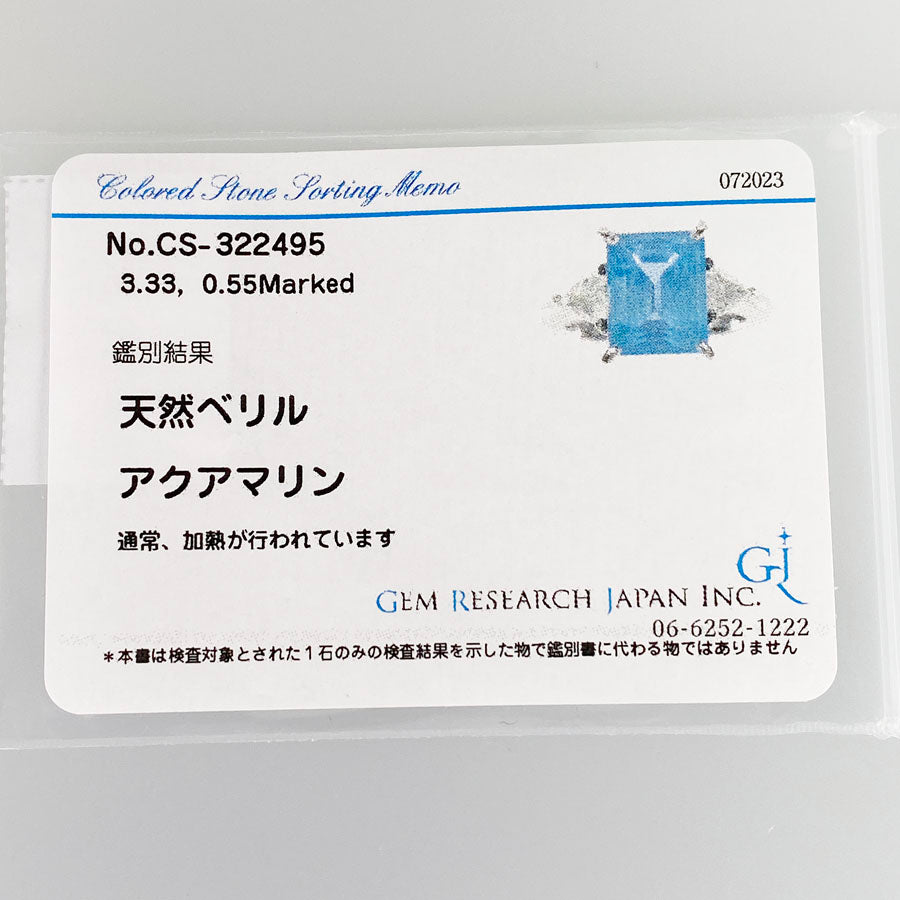 Colored Stone Sorting Memo
072023
No.CS-322495
3.33, 0.55Marked
鑑別結果
天然ベリル
アクアマリン
通常、加熱が行われています
GJ
GEM RESEARCH JAPAN INC.
06-6252-1222
*本書は検査対象とされた1石のみの検査結果を示した物で鑑別書に代わる物ではありません